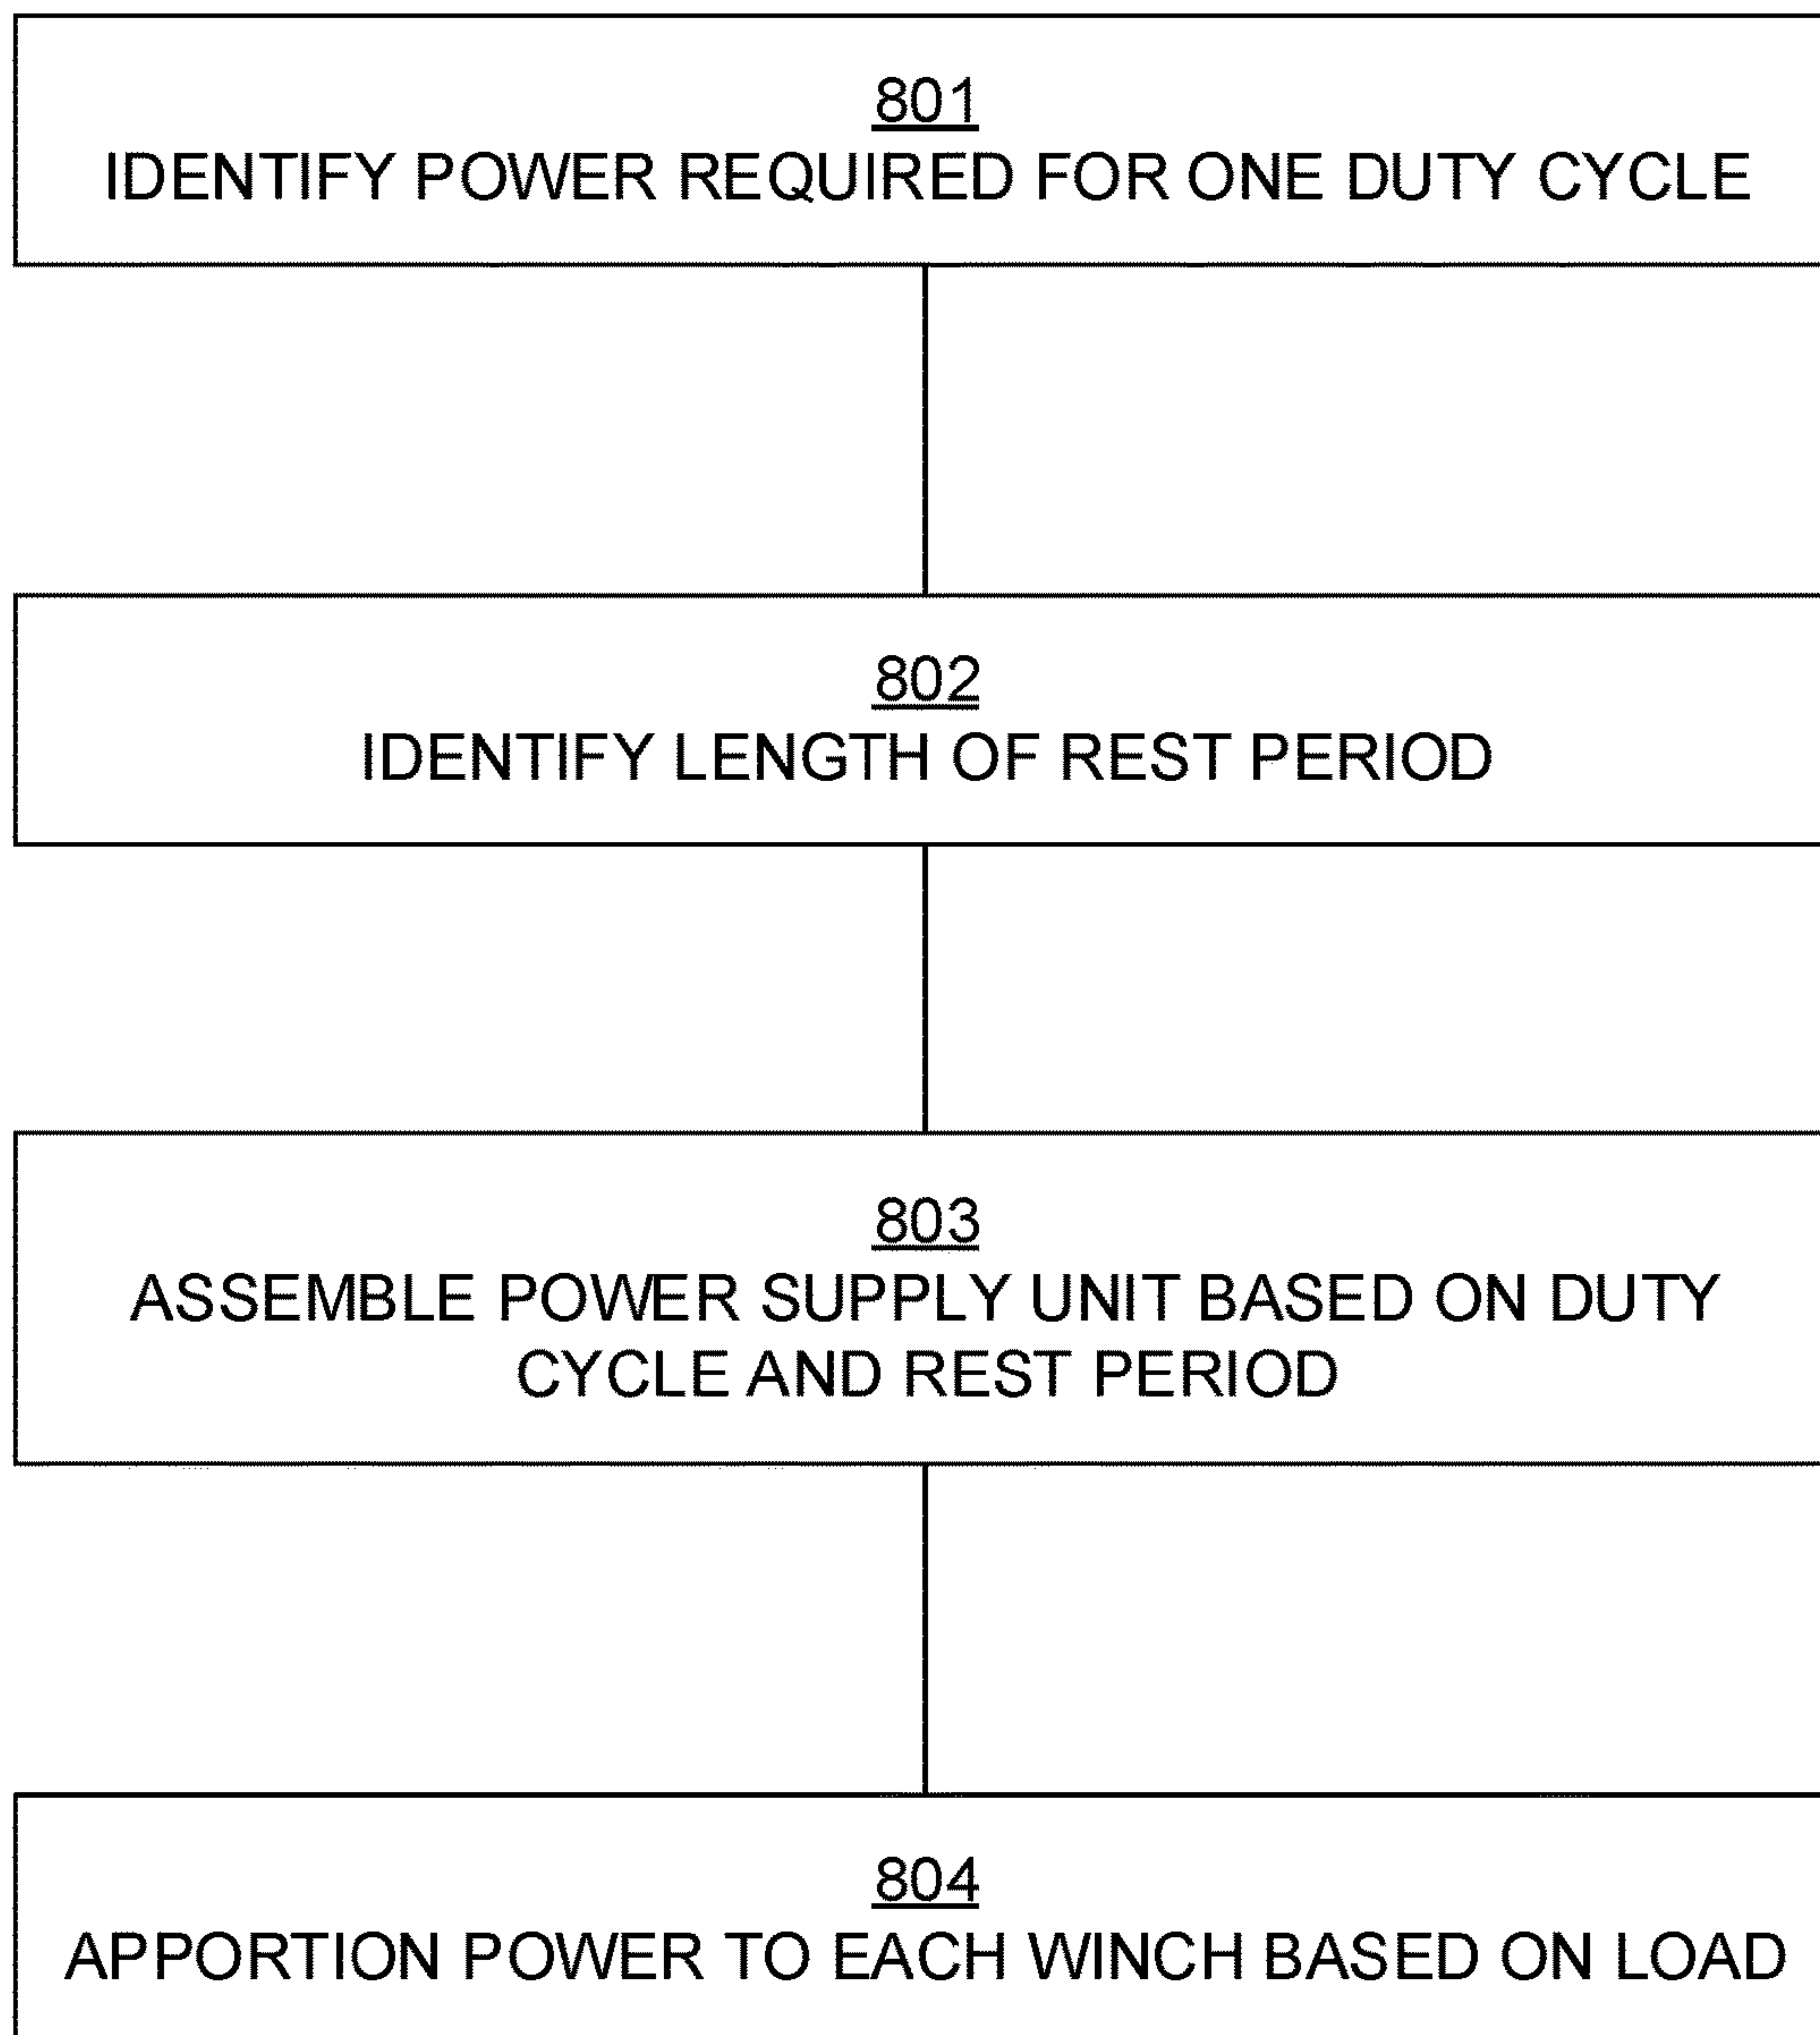 801
IDENTIFY POWER REQUIRED FOR ONE DUTY CYCLE
802
IDENTIFY LENGTH OF REST PERIOD
803
ASSEMBLE POWER SUPPLY UNIT BASED ON DUTY
CYCLE AND REST PERIOD
804
APPORTION POWER TO EACH WINCH BASED ON LOAD